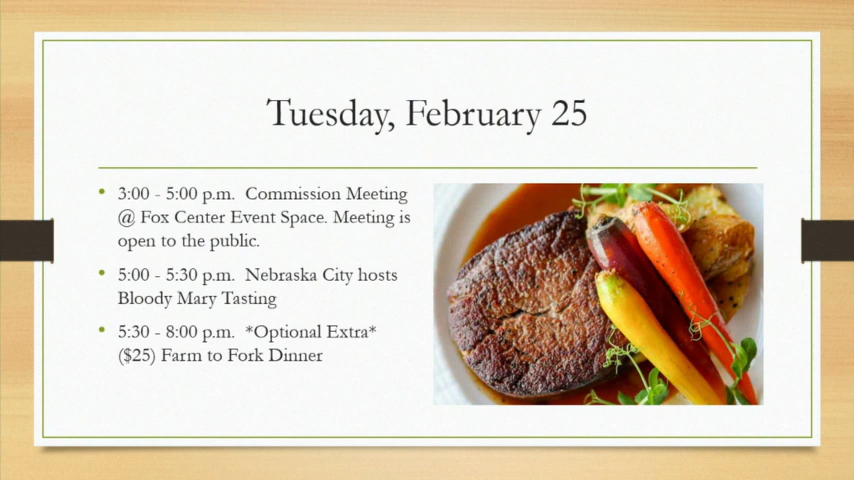 Tuesday, February 25
• 3:00 - 5:00 p.m.  Commission Meeting
@ Fox Center Event Space. Meeting is
open to the public.
• 5:00 - 5:30 p.m.  Nebraska City hosts
Bloody Mary Tasting
• 5:30 - 8:00 p.m.  *Optional Extra*
($25) Farm to Fork Dinner